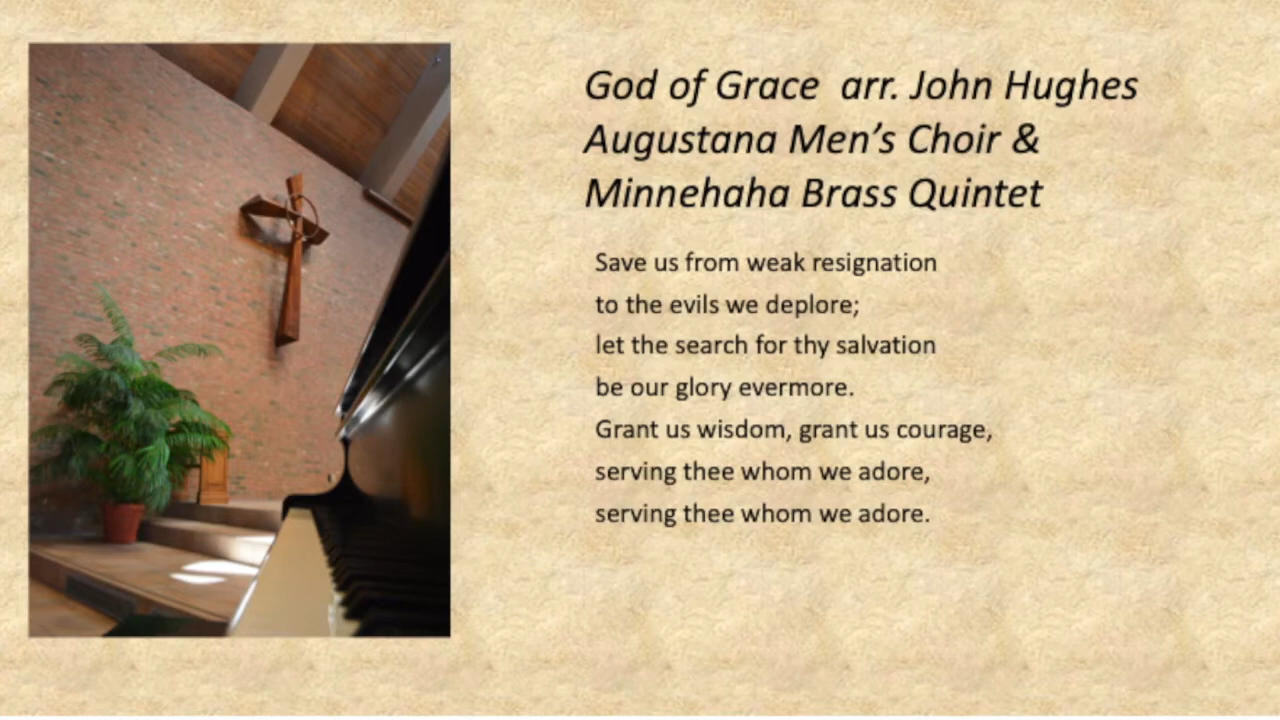 God of Grace  arr. John Hughes
Augustana Men’s Choir &
Minnehaha Brass Quintet
Save us from weak resignation
to the evils we deplore;
let the search for thy salvation
be our glory evermore.
Grant us wisdom, grant us courage,
serving thee whom we adore,
serving thee whom we adore.